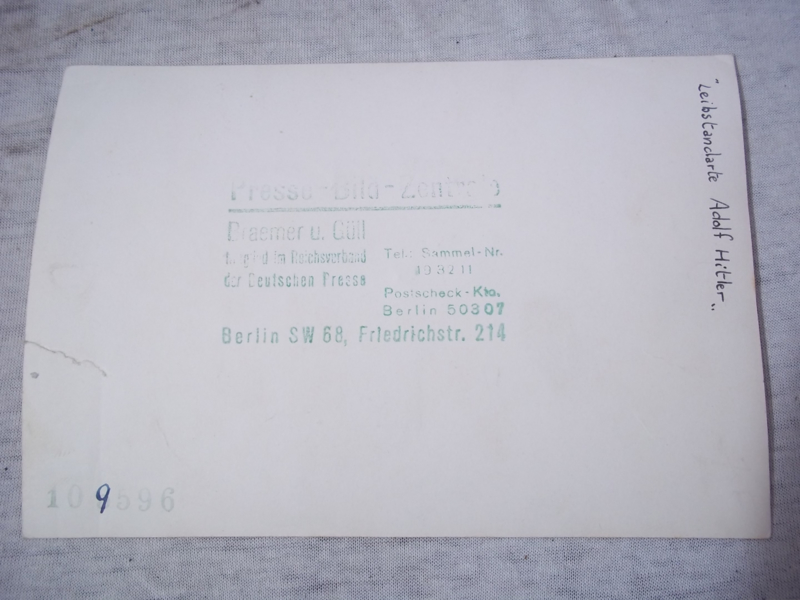 Presse-Bild-Zentrale
Braemer u. Güll
Mitglied im Reichsverband
der Deutschen Presse
Tel.: Sammel-Nr.
Postscheck-Kto.
Berlin 50307
Berlin SW 68, Friedrichstr. 214
"Leibstandarte Adolf Hitler„
109596